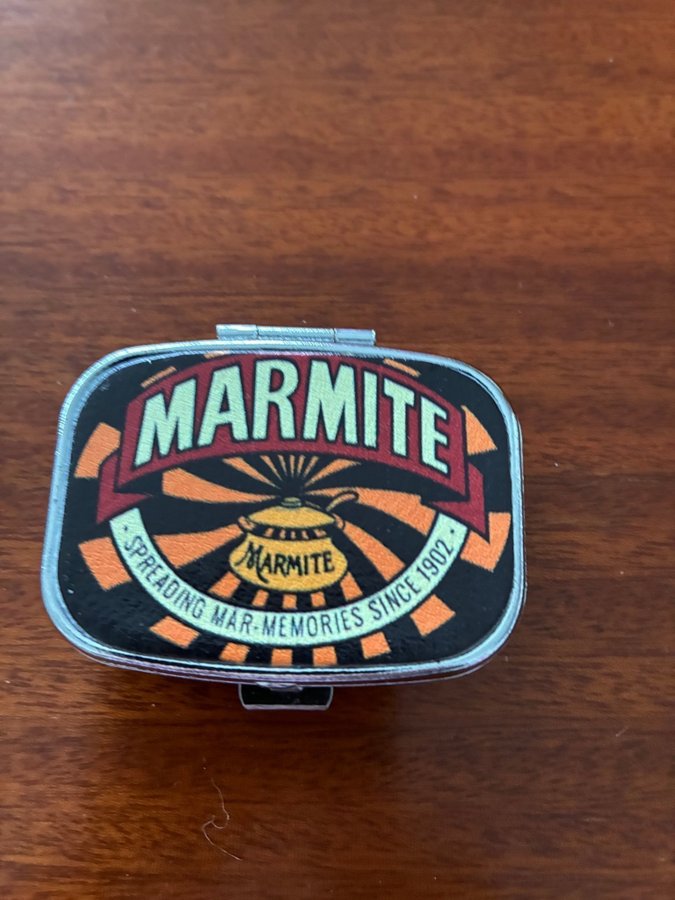 MARMITE
MARMITE
· SPREADING MAR-MEMORIES SINCE 1902 ·